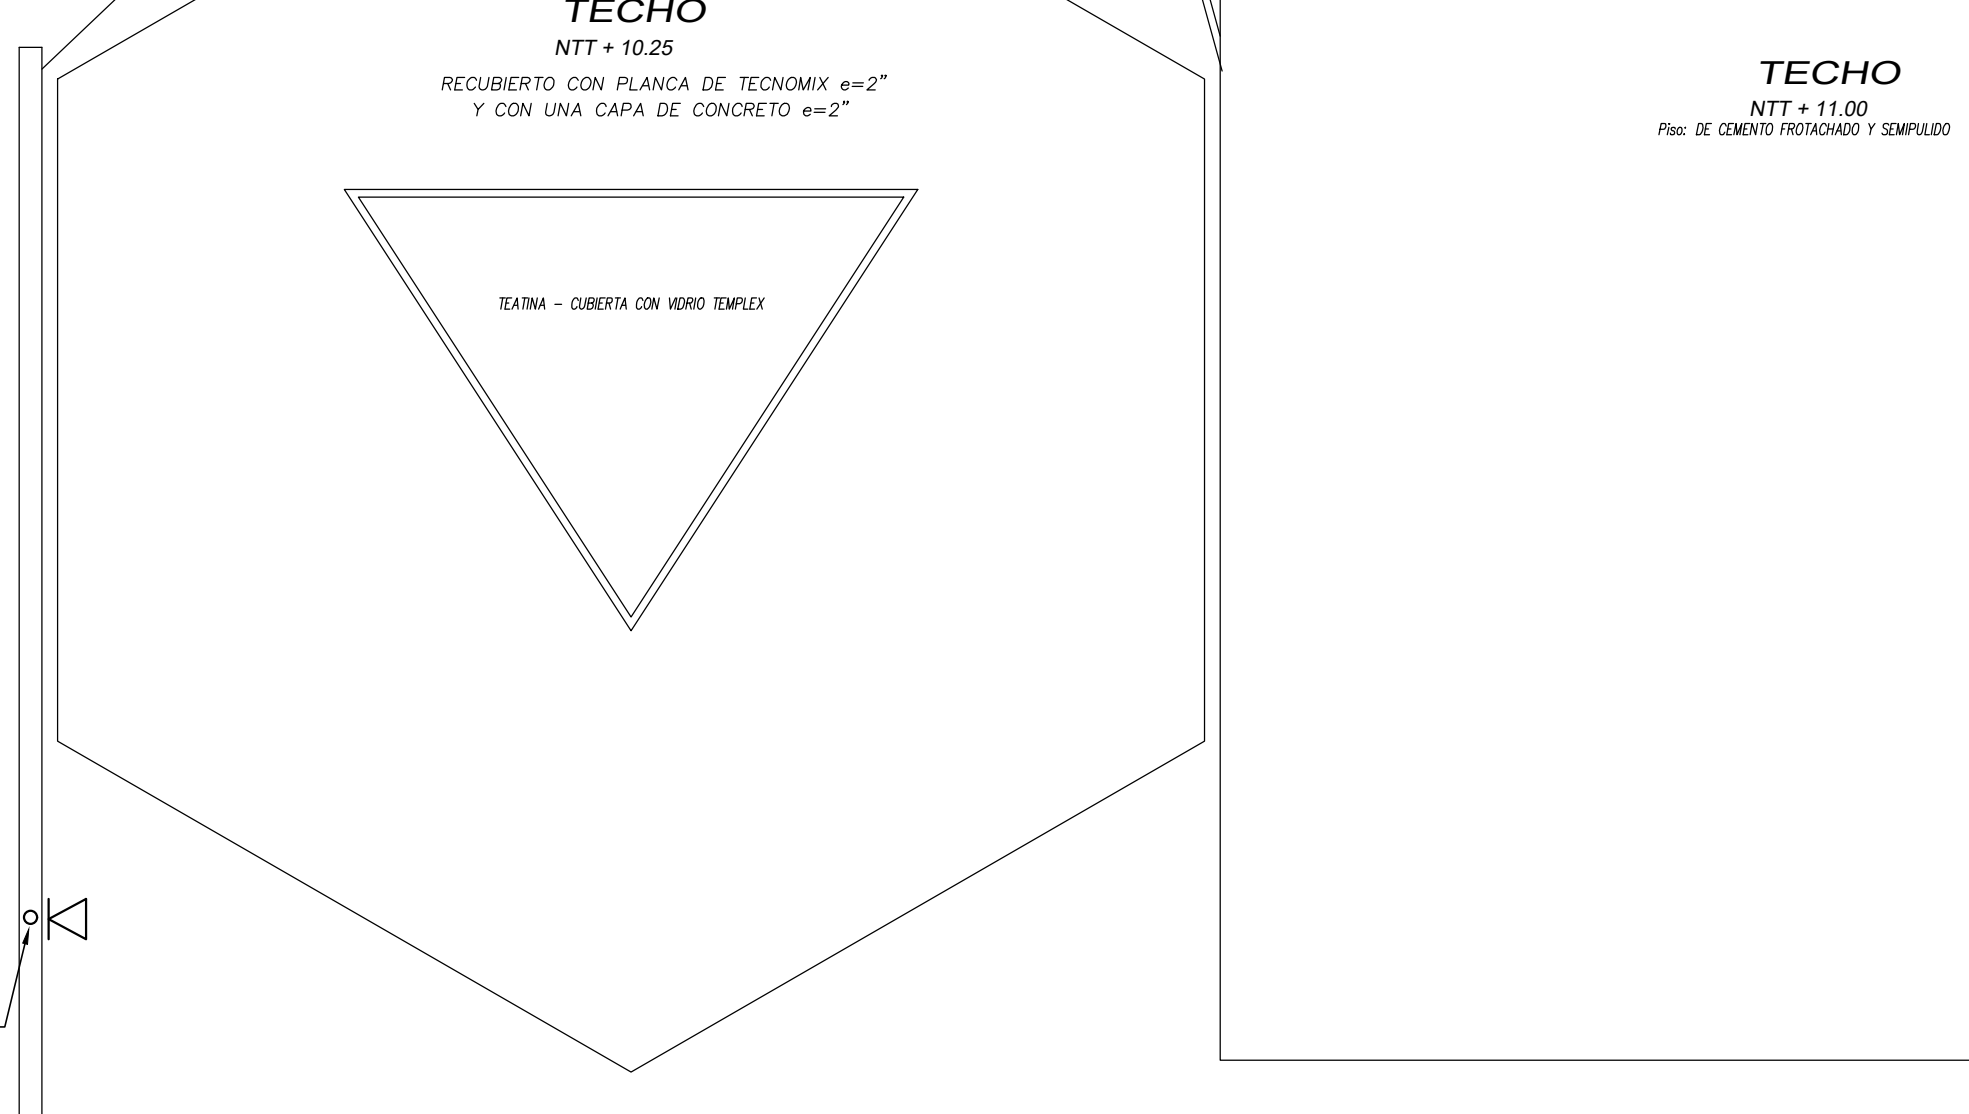 TECHO
NTT + 10.25
RECUBIERTO CON PLANCA DE TECNOMIX e=2”
Y CON UNA CAPA DE CONCRETO e=2”
TEATINA – CUBIERTA CON VIDRIO TEMPLEX
TECHO
NTT + 11.00
Piso: DE CEMENTO FROTACHADO Y SEMIPULIDO